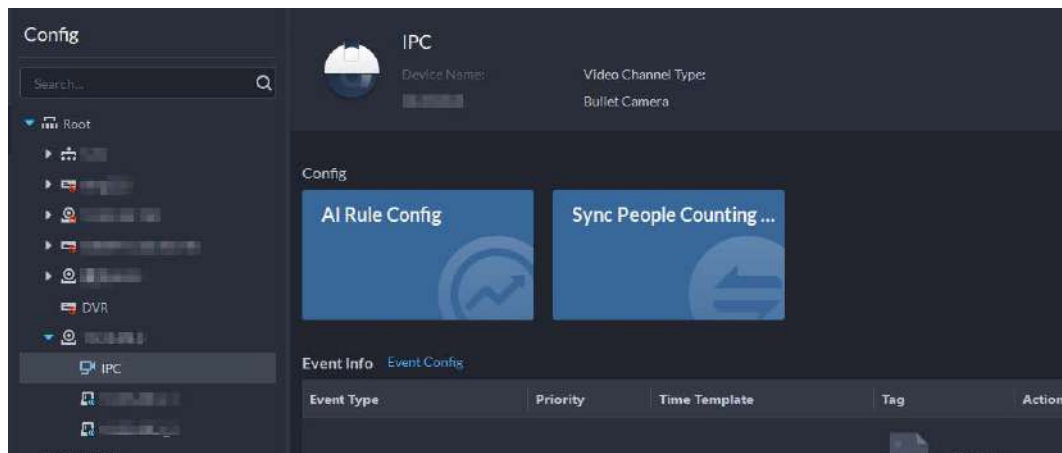 Config
Search...
Root
DVR
IPC
IPC
Device Name:
Video Channel Type:
Bullet Camera
Config
AI Rule Config
Sync People Counting ...
Event Info Event Config
Event Type Priority Time Template Tag Action